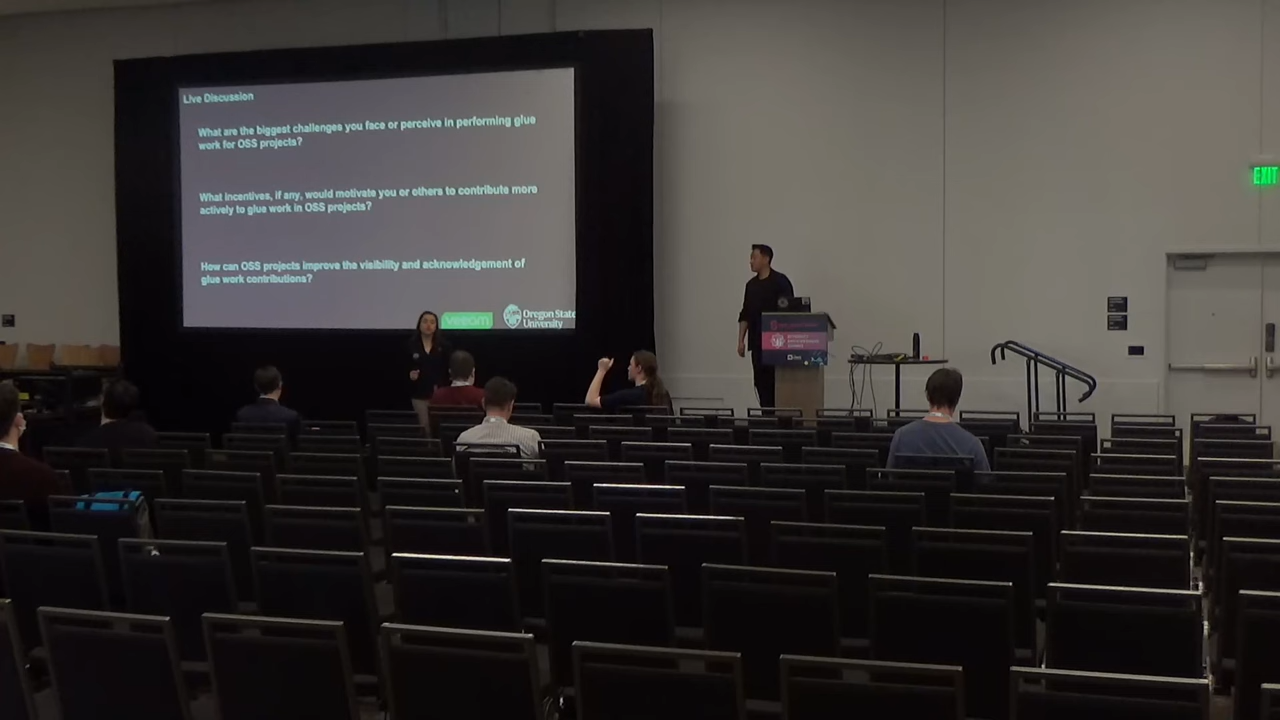 Live Discussion
What are the biggest challenges you face or perceive in performing glue
work for OSS projects?
What incentives, if any, would motivate you or others to contribute more
actively to glue work in OSS projects?
How can OSS projects improve the visibility and acknowledgement of
glue work contributions?
veeam
Oregon State
University
EXIT